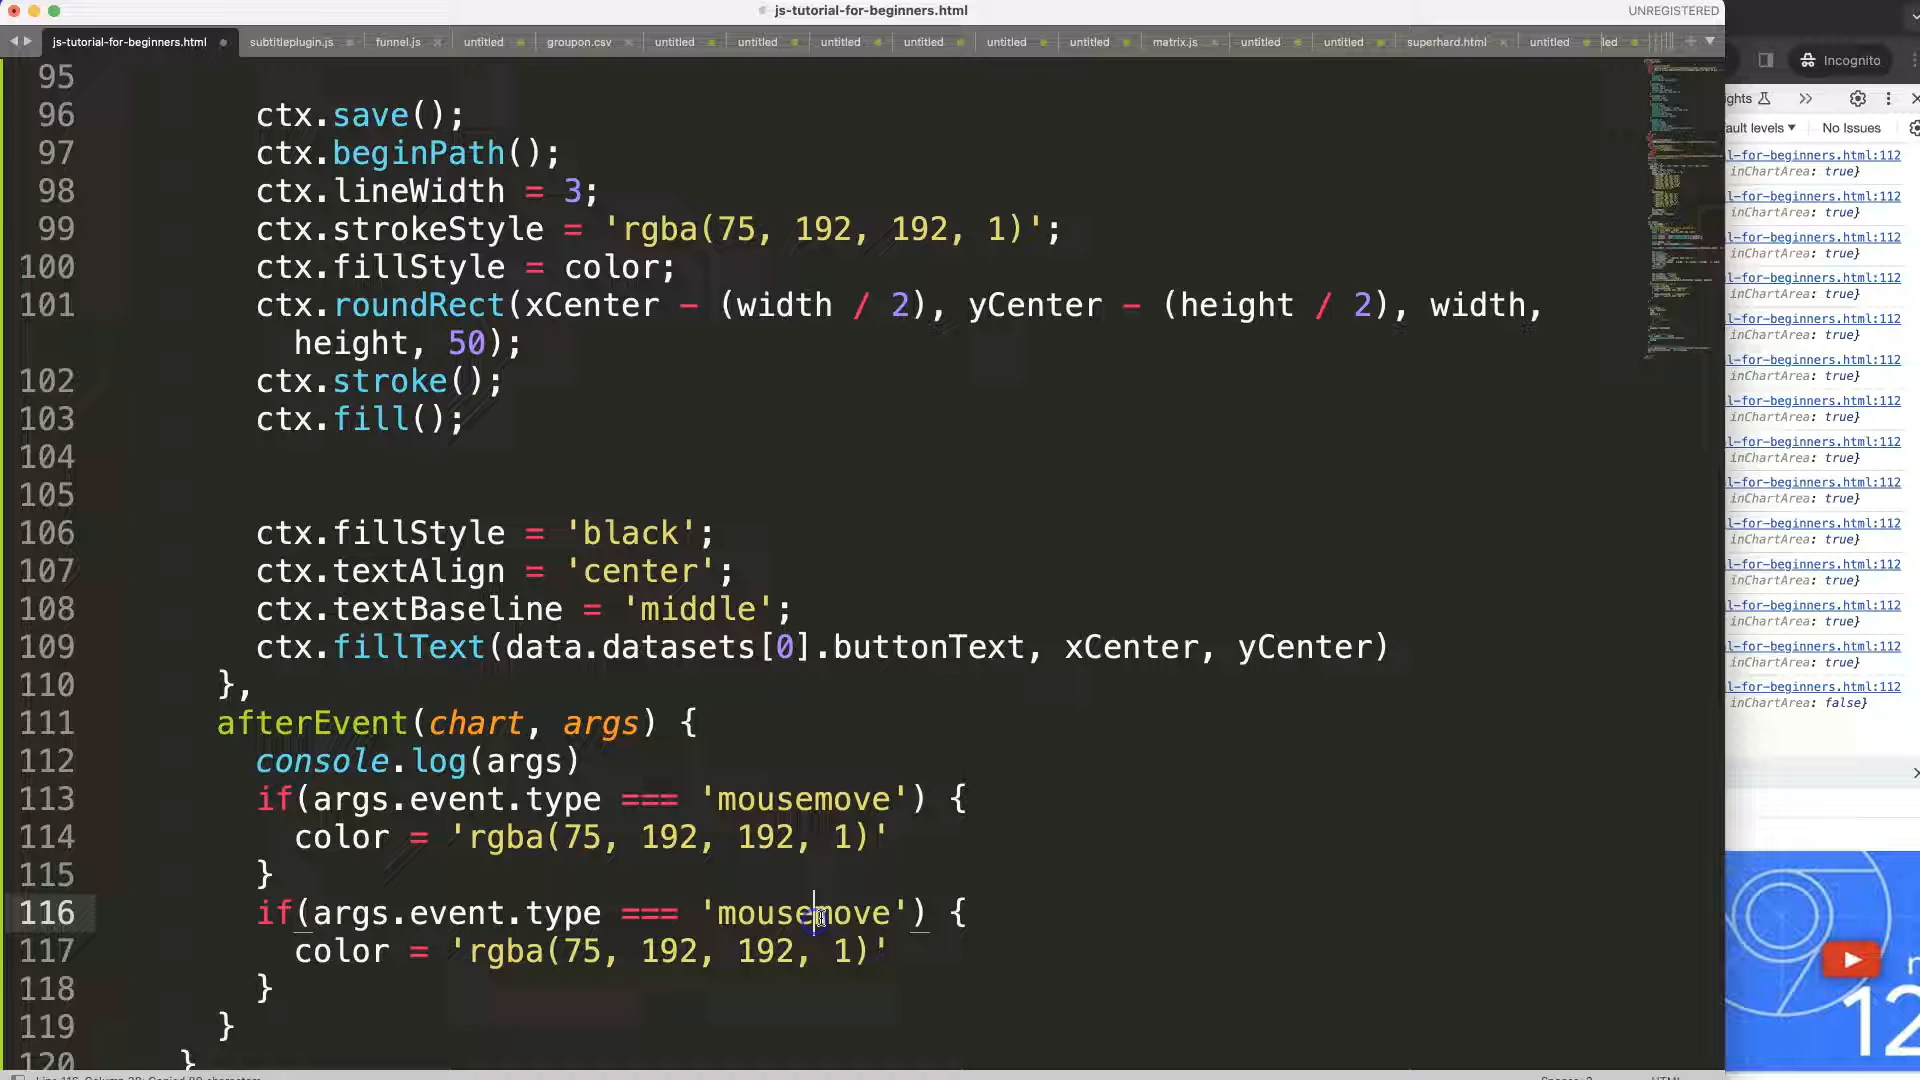 js-tutorial-for-beginners.html
UNREGISTERED
js-tutorial-for-beginners.html subtitleplugin.js funnel.js untitled groupon.csv untitled untitled untitled untitled untitled untitled matrix.js untitled untitled superhard.html untitled led
Incognito
ights
ault levels No Issues
95
96 ctx.save();
97 ctx.beginPath();
98 ctx.lineWidth = 3;
99 ctx.strokeStyle = 'rgba(75, 192, 192, 1)';
100 ctx.fillStyle = color;
101 ctx.roundRect(xCenter - (width / 2), yCenter - (height / 2), width,
height, 50);
102 ctx.stroke();
103 ctx.fill();
104
105
106 ctx.fillStyle = 'black';
107 ctx.textAlign = 'center';
108 ctx.textBaseline = 'middle';
109 ctx.fillText(data.datasets[0].buttonText, xCenter, yCenter)
110 },
111 afterEvent(chart, args) {
112 console.log(args)
113 if(args.event.type === 'mousemove') {
114 color = 'rgba(75, 192, 192, 1)'
115 }
116 if(args.event.type === 'mousemove') {
117 color = 'rgba(75, 192, 192, 1)'
118 }
119 }
120 }
l-for-beginners.html:112
inChartArea: true}
l-for-beginners.html:112
inChartArea: true}
l-for-beginners.html:112
inChartArea: true}
l-for-beginners.html:112
inChartArea: true}
l-for-beginners.html:112
inChartArea: true}
l-for-beginners.html:112
inChartArea: true}
l-for-beginners.html:112
inChartArea: true}
l-for-beginners.html:112
inChartArea: true}
l-for-beginners.html:112
inChartArea: true}
l-for-beginners.html:112
inChartArea: true}
l-for-beginners.html:112
inChartArea: true}
l-for-beginners.html:112
inChartArea: true}
l-for-beginners.html:112
inChartArea: true}
l-for-beginners.html:112
inChartArea: false}
12